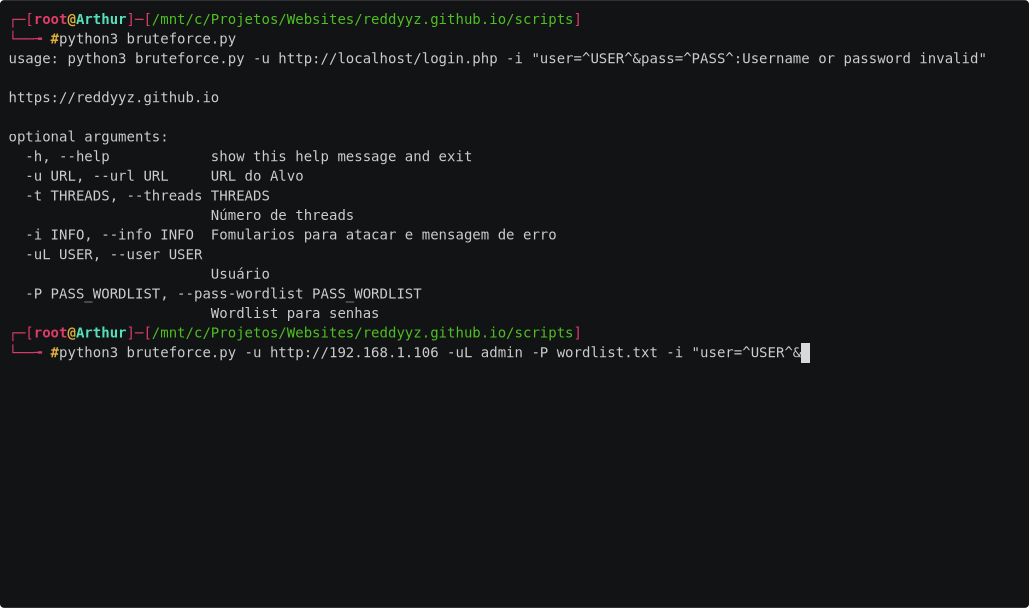 ┌─[root@Arthur]─[/mnt/c/Projetos/Websites/reddyyz.github.io/scripts]
└──╼ #python3 bruteforce.py
usage: python3 bruteforce.py -u http://localhost/login.php -i "user=^USER^&pass=^PASS^:Username or password invalid"
https://reddyyz.github.io
optional arguments:
-h, --help show this help message and exit
-u URL, --url URL URL do Alvo
-t THREADS, --threads THREADS
Número de threads
-i INFO, --info INFO Fomularios para atacar e mensagem de erro
-uL USER, --user USER
Usuário
-P PASS_WORDLIST, --pass-wordlist PASS_WORDLIST
Wordlist para senhas
┌─[root@Arthur]─[/mnt/c/Projetos/Websites/reddyyz.github.io/scripts]
└──╼ #python3 bruteforce.py -u http://192.168.1.106 -uL admin -P wordlist.txt -i "user=^USER^&